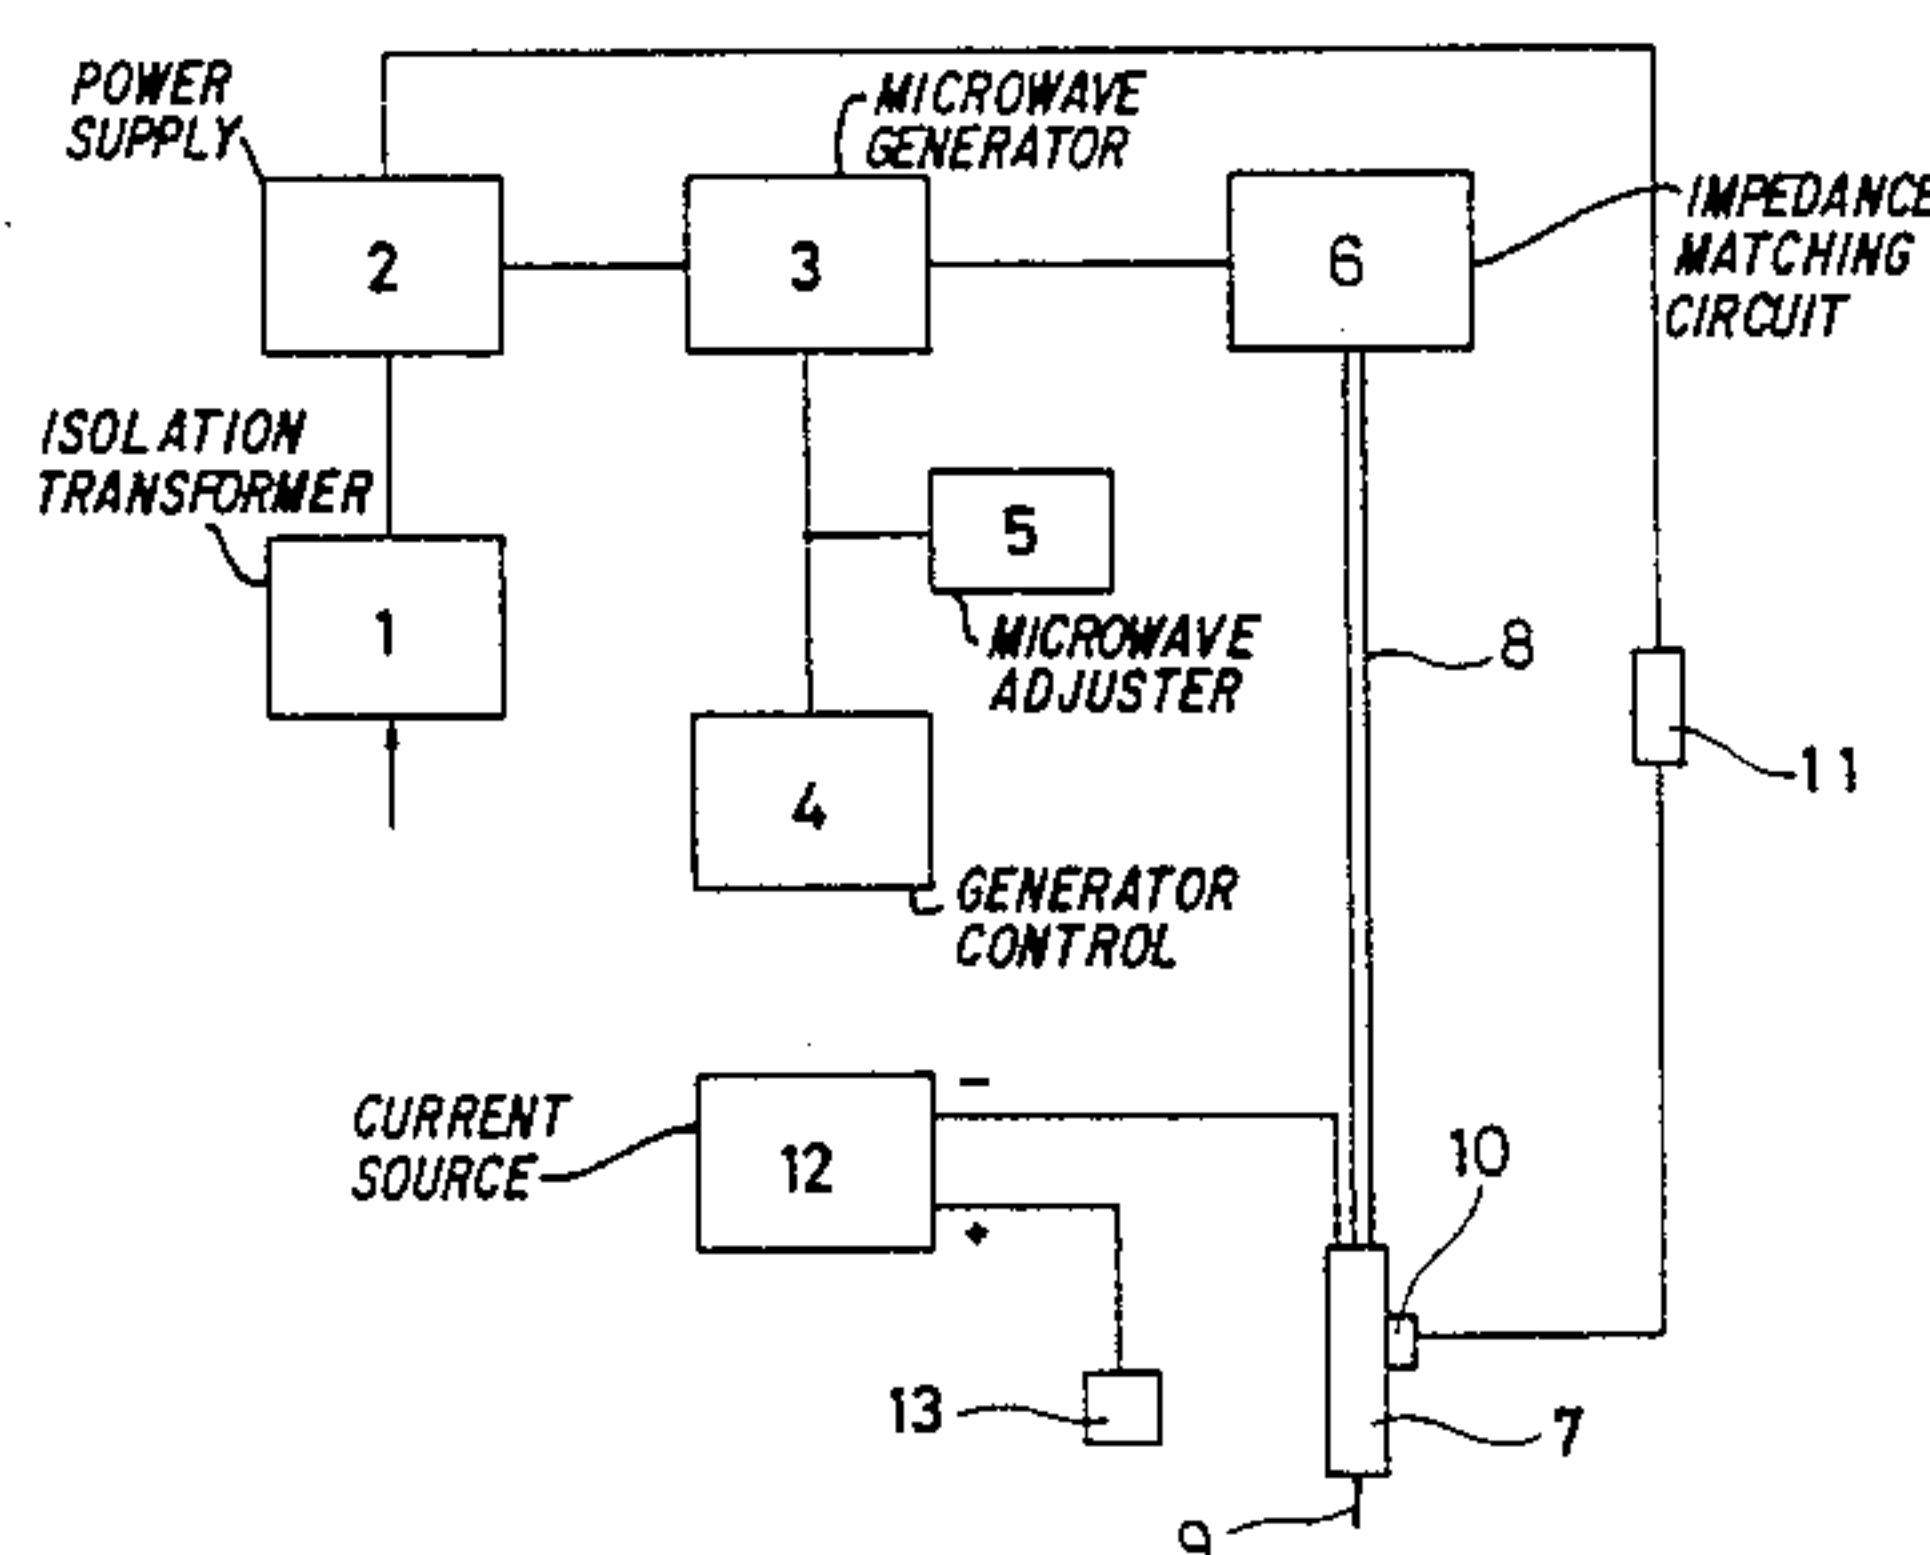 POWER
SUPPLY
MICROWAVE
GENERATOR
IMPEDANCE
MATCHING
CIRCUIT
2
3
6
ISOLATION
TRANSFORMER
1
5
MICROWAVE
ADJUSTER
8
11
4
GENERATOR
CONTROL
CURRENT
SOURCE
12
-
+
10
13
7
9